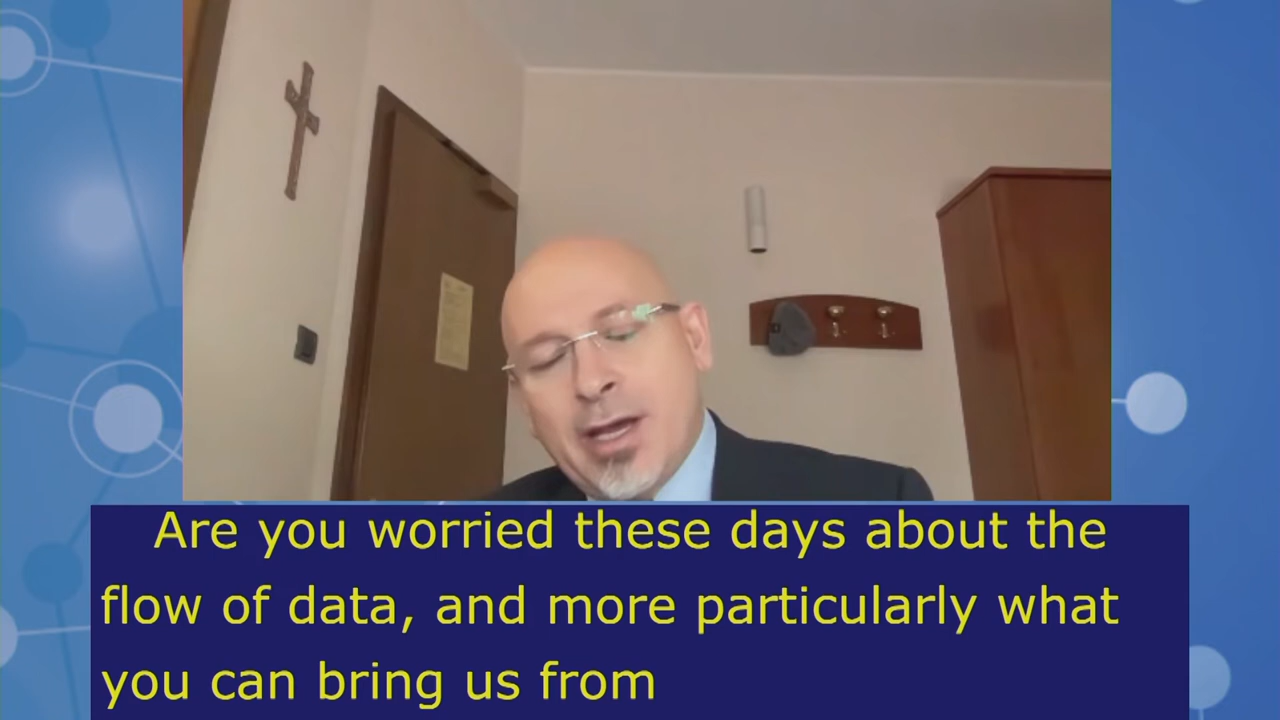 Are you worried these days about the
flow of data, and more particularly what
you can bring us from